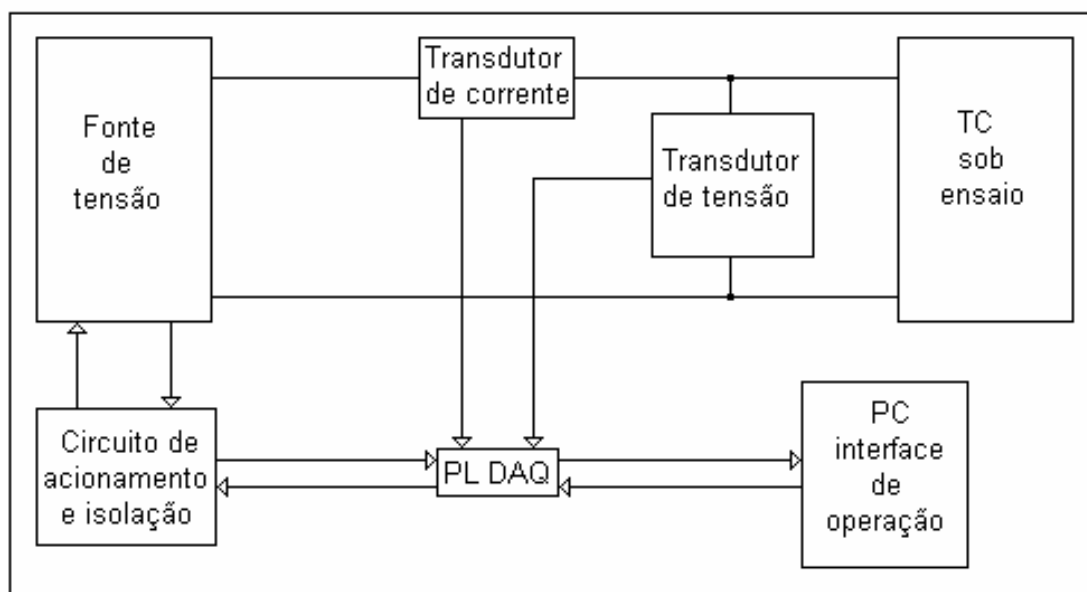 Fonte
de
tensão
Transdutor
de corrente
Transdutor
de tensão
TC
sob
ensaio
Circuito de
acionamento
e isolação
PL DAQ
PC
interface
de
operação